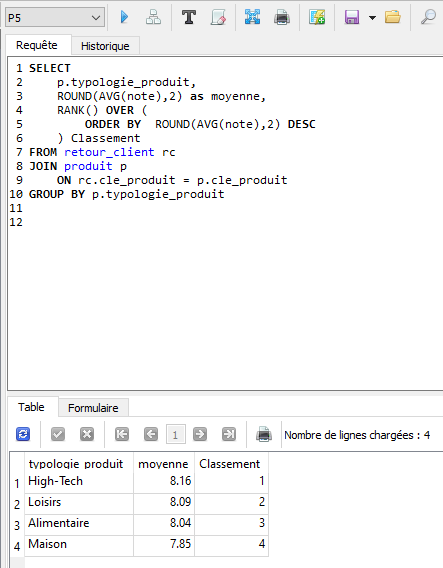 P5
Requête Historique
1 SELECT
2 p.typologie_produit,
3 ROUND(AVG(note),2) as moyenne,
4 RANK() OVER (
5 ORDER BY ROUND(AVG(note),2) DESC
6 ) Classement
7 FROM retour_client rc
8 JOIN produit p
9 ON rc.cle_produit = p.cle_produit
10 GROUP BY p.typologie_produit
11
12
Table Formulaire
1 Nombre de lignes chargées : 4
typologie_produit moyenne Classement
1 High-Tech 8.16 1
2 Loisirs 8.09 2
3 Alimentaire 8.04 3
4 Maison 7.85 4